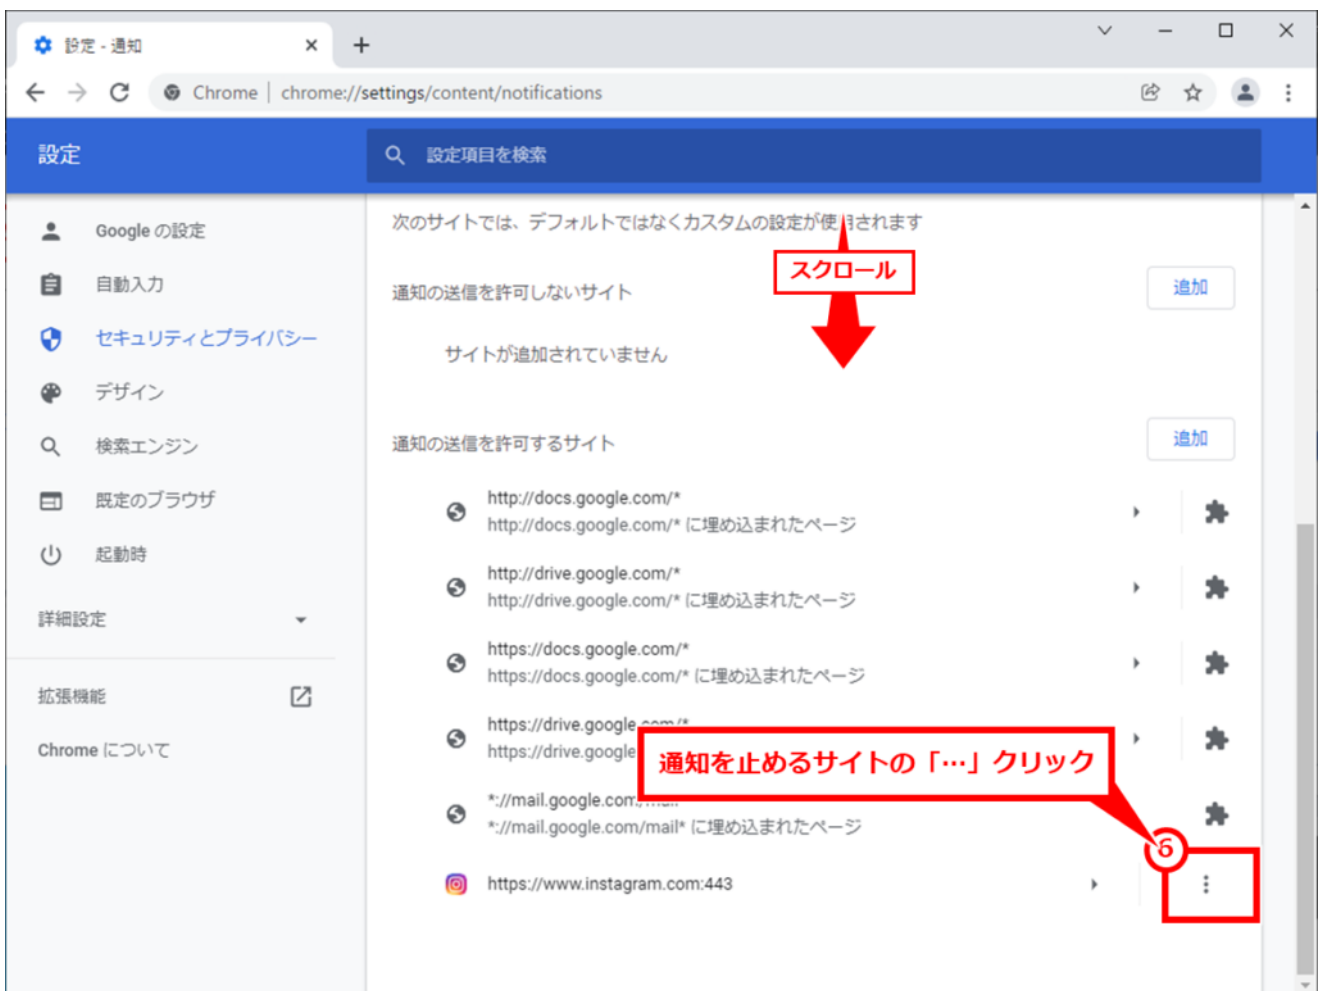 設定 - 通知
Chrome | chrome://settings/content/notifications
設定
設定項目を検索
Google の設定
自動入力
セキュリティとプライバシー
デザイン
検索エンジン
既定のブラウザ
起動時
詳細設定
拡張機能
Chrome について
次のサイトでは、デフォルトではなくカスタムの設定が使用されます
スクロール
通知の送信を許可しないサイト
追加
サイトが追加されていません
通知の送信を許可するサイト
追加
http://docs.google.com/*
http://docs.google.com/* に埋め込まれたページ
http://drive.google.com/*
http://drive.google.com/* に埋め込まれたページ
https://docs.google.com/*
https://docs.google.com/* に埋め込まれたページ
https://drive.google.com/*
https://drive.google
通知を止めるサイトの「…」クリック
*://mail.google.com/mail*
*://mail.google.com/mail* に埋め込まれたページ
6
https://www.instagram.com:443